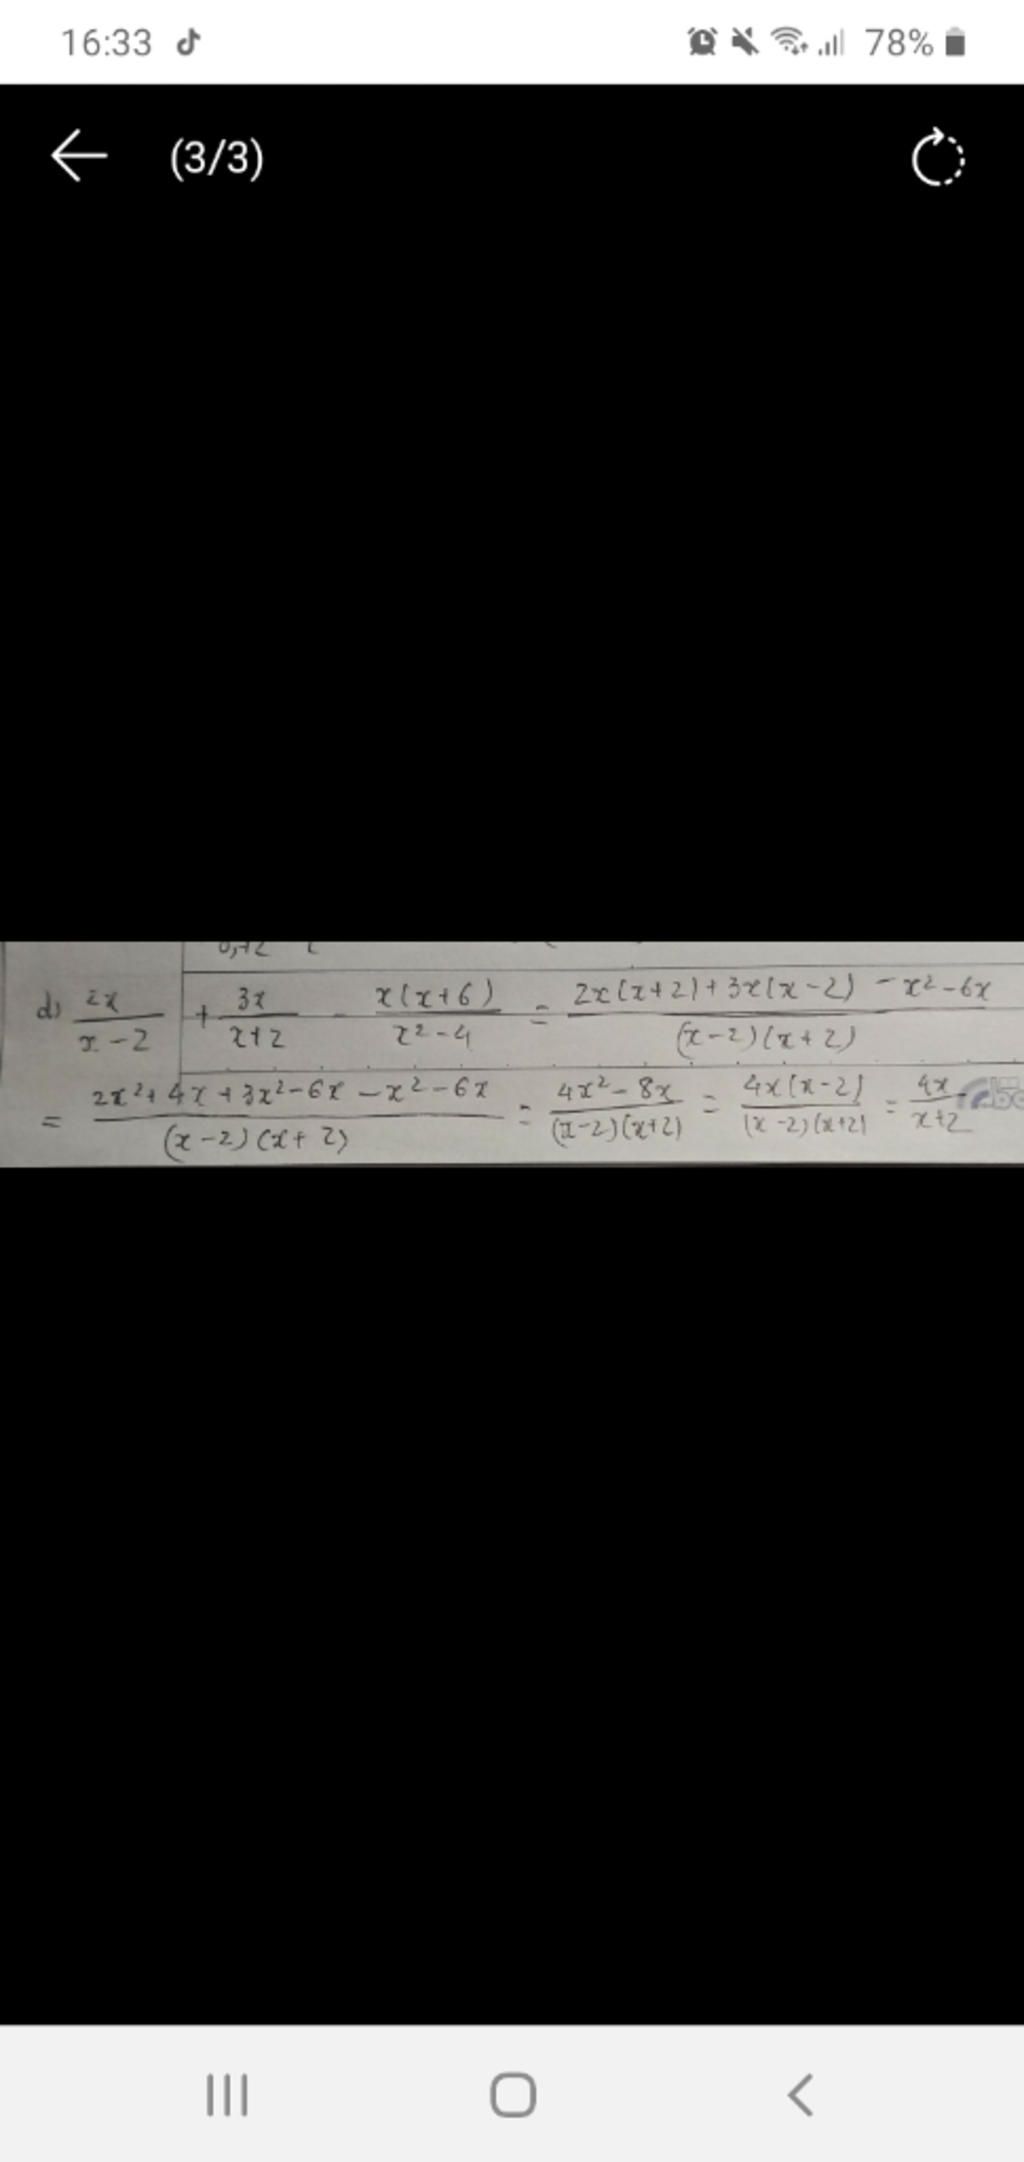 16:33 78%
(3/3)
d) 2x/(x-2) + 3x/(x+2) - x(x+6)/(x²-4) = (2x(x+2)+3x(x-2)-x²-6x)/((x-2)(x+2))
= (2x²+4x+3x²-6x-x²-6x)/((x-2)(x+2)) = (4x²-8x)/((x-2)(x+2)) = 4x(x-2)/((x-2)(x+2)) = 4x/(x+2)